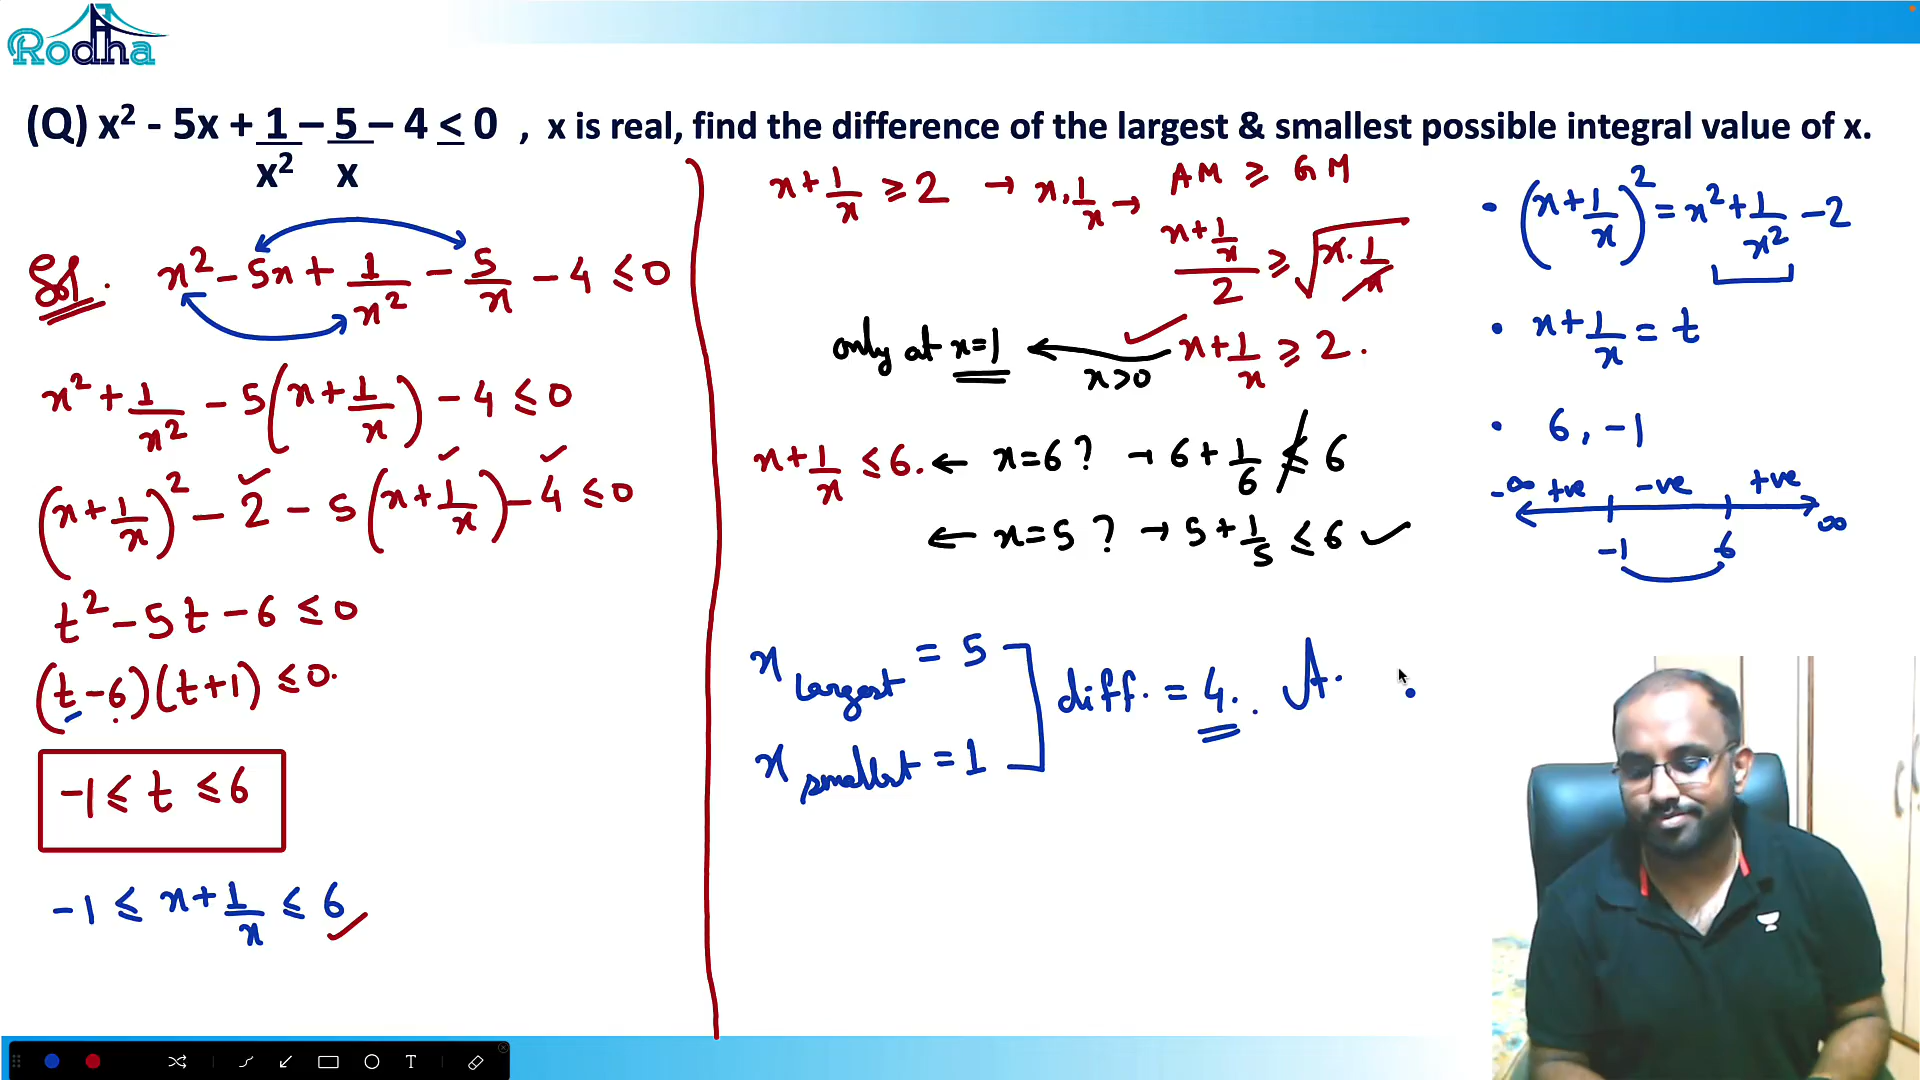 Rodha
(Q) x² - 5x + 1/x² – 5/x – 4 ≤ 0 , x is real, find the difference of the largest & smallest possible integral value of x.
Sol.
x² - 5x + 1/x² - 5/x - 4 ≤ 0
x² + 1/x² - 5(x + 1/x) - 4 ≤ 0
(x + 1/x)² - 2 - 5(x + 1/x) - 4 ≤ 0
t² - 5t - 6 ≤ 0
(t - 6)(t + 1) ≤ 0.
-1 ≤ t ≤ 6
-1 ≤ x + 1/x ≤ 6
x + 1/x ≥ 2 → x, 1/x → AM ≥ GM
(x + 1/x)/2 ≥ √(x · 1/x)
only at x=1 ← x>0 x + 1/x ≥ 2.
x + 1/x ≤ 6. ← x=6 ? → 6 + 1/6 ≰ 6
← x=5 ? → 5 + 1/5 ≤ 6 ✓
x largest = 5
x smallest = 1
diff. = 4. A.
• (x + 1/x)² = x² + 1/x² - 2
• x + 1/x = t
• 6, -1
-∞ +ve -ve +ve ∞
-1 6
T